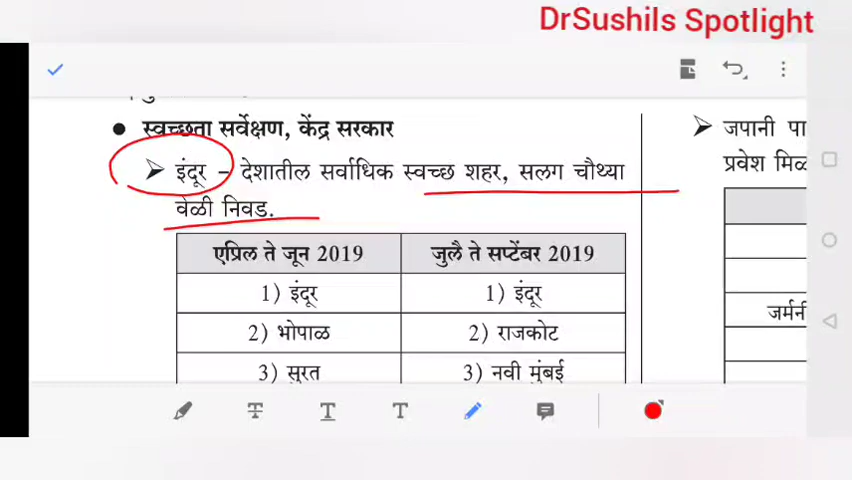 DrSushils Spotlight
● स्वच्छता सर्वेक्षण, केंद्र सरकार
➢ इंदूर – देशातील सर्वाधिक स्वच्छ शहर, सलग चौथ्या
वेळी निवड.
एप्रिल ते जून 2019 जुलै ते सप्टेंबर 2019
1) इंदूर 1) इंदूर
2) भोपाळ 2) राजकोट
3) सुरत 3) नवी मुंबई
➢ जपानी पा
प्रवेश मिळ
जर्मनी
T T T